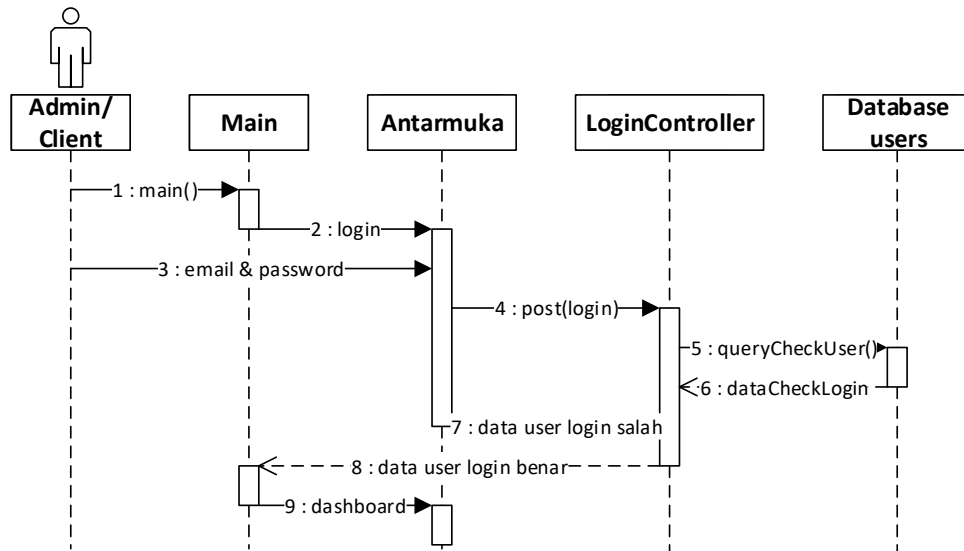 Admin/
Client
Main
Antarmuka
LoginController
Database
users
1 : main()
2 : login
3 : email & password
4 : post(login)
5 : queryCheckUser()
6 : dataCheckLogin
7 : data user login salah
8 : data user login benar
9 : dashboard